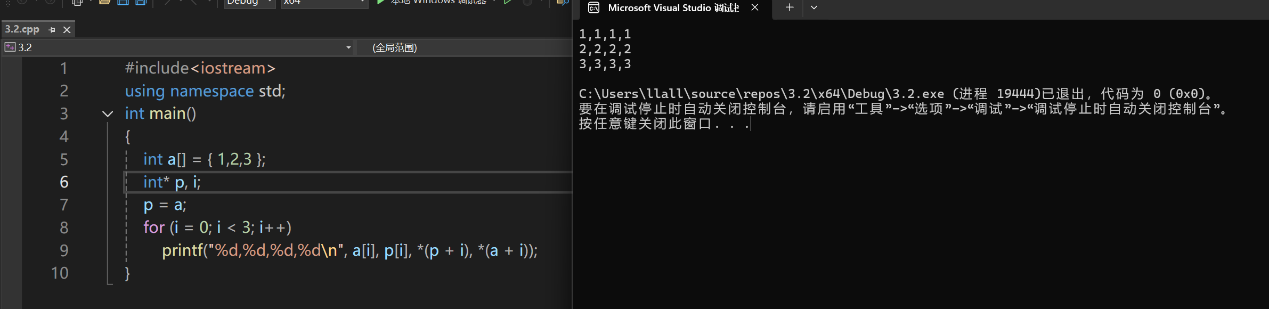 Debug
x64
本地 Windows 调试器
3.2.cpp
3.2
(全局范围)
1 #include<iostream>
2 using namespace std;
3 int main()
4 {
5 int a[] = { 1,2,3 };
6 int* p, i;
7 p = a;
8 for (i = 0; i < 3; i++)
9 printf("%d,%d,%d,%d\n", a[i], p[i], *(p + i), *(a + i));
10 }
Microsoft Visual Studio 调试
1,1,1,1
2,2,2,2
3,3,3,3
C:\Users\llall\source\repos\3.2\x64\Debug\3.2.exe (进程 19444)已退出，代码为 0 (0x0)。
要在调试停止时自动关闭控制台，请启用“工具”->“选项”->“调试”->“调试停止时自动关闭控制台”。
按任意键关闭此窗口. . .